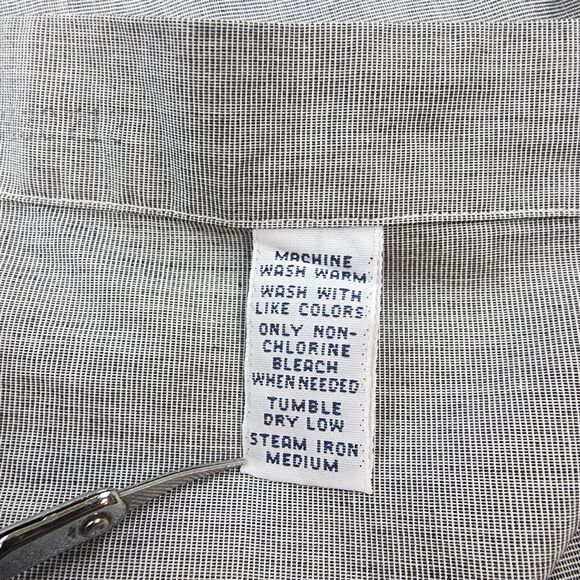 MACHINE
WASH WARM
WASH WITH
LIKE COLORS
ONLY NON-
CHLORINE
BLEACH
WHEN NEEDED
TUMBLE
DRY LOW
STEAM IRON
MEDIUM